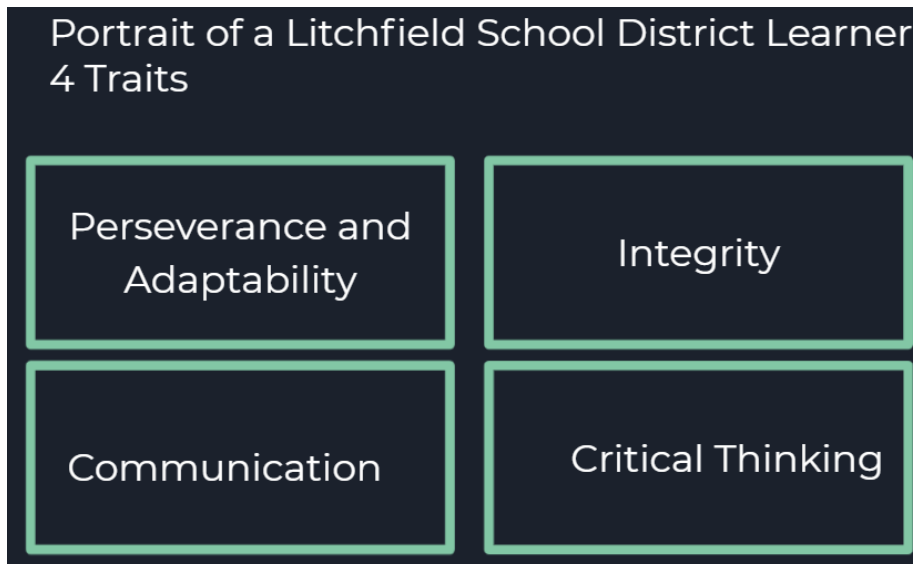 Portrait of a Litchfield School District Learner
4 Traits
Perseverance and
Adaptability
Integrity
Communication
Critical Thinking